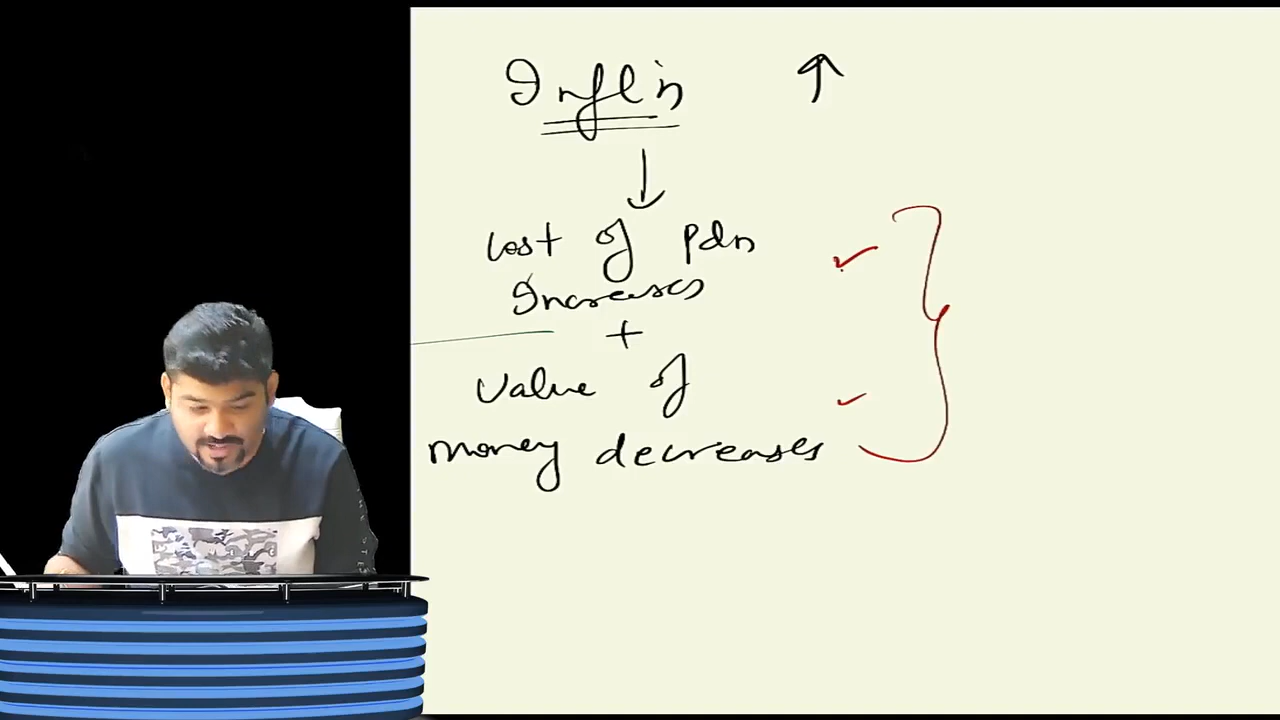 Infl'n ↑
↓
Cost of Pdn
Increases
+
Value of
money decreases